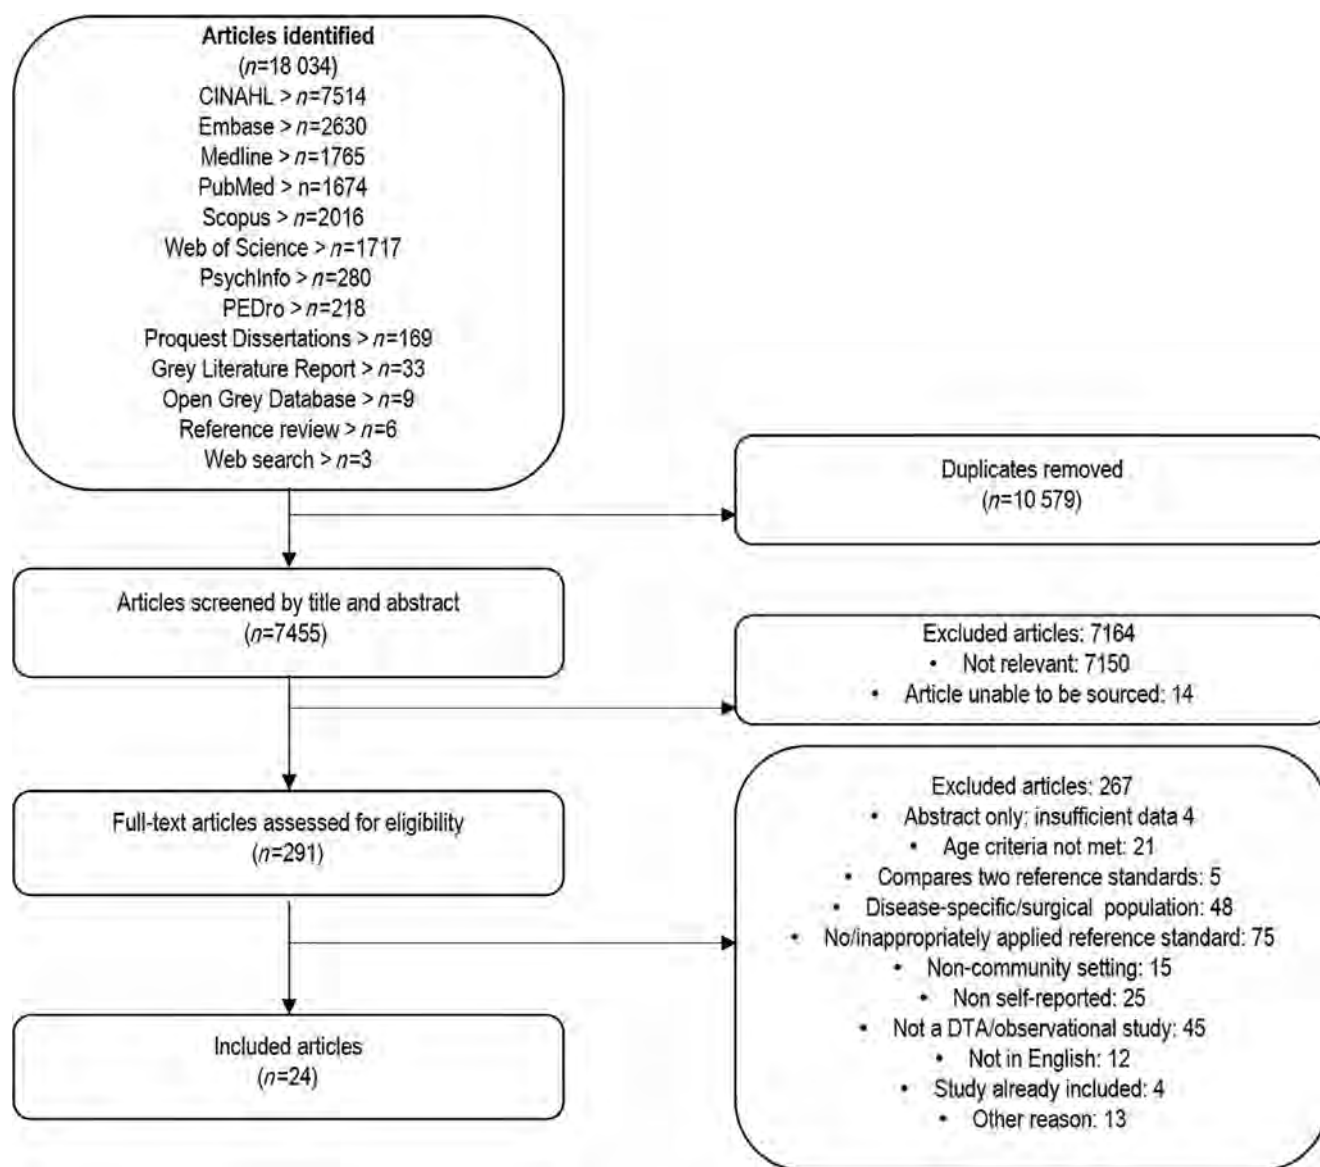 Articles identified
(n=18 034)
CINAHL > n=7514
Embase > n=2630
Medline > n=1765
PubMed > n=1674
Scopus > n=2016
Web of Science > n=1717
PsychInfo > n=280
PEDro > n=218
Proquest Dissertations > n=169
Grey Literature Report > n=33
Open Grey Database > n=9
Reference review > n=6
Web search > n=3
Duplicates removed
(n=10 579)
Articles screened by title and abstract
(n=7455)
Excluded articles: 7164
• Not relevant: 7150
• Article unable to be sourced: 14
Full-text articles assessed for eligibility
(n=291)
Excluded articles: 267
• Abstract only; insufficient data 4
• Age criteria not met: 21
• Compares two reference standards: 5
• Disease-specific/surgical population: 48
• No/inappropriately applied reference standard: 75
• Non-community setting: 15
• Non self-reported: 25
• Not a DTA/observational study: 45
• Not in English: 12
• Study already included: 4
• Other reason: 13
Included articles
(n=24)